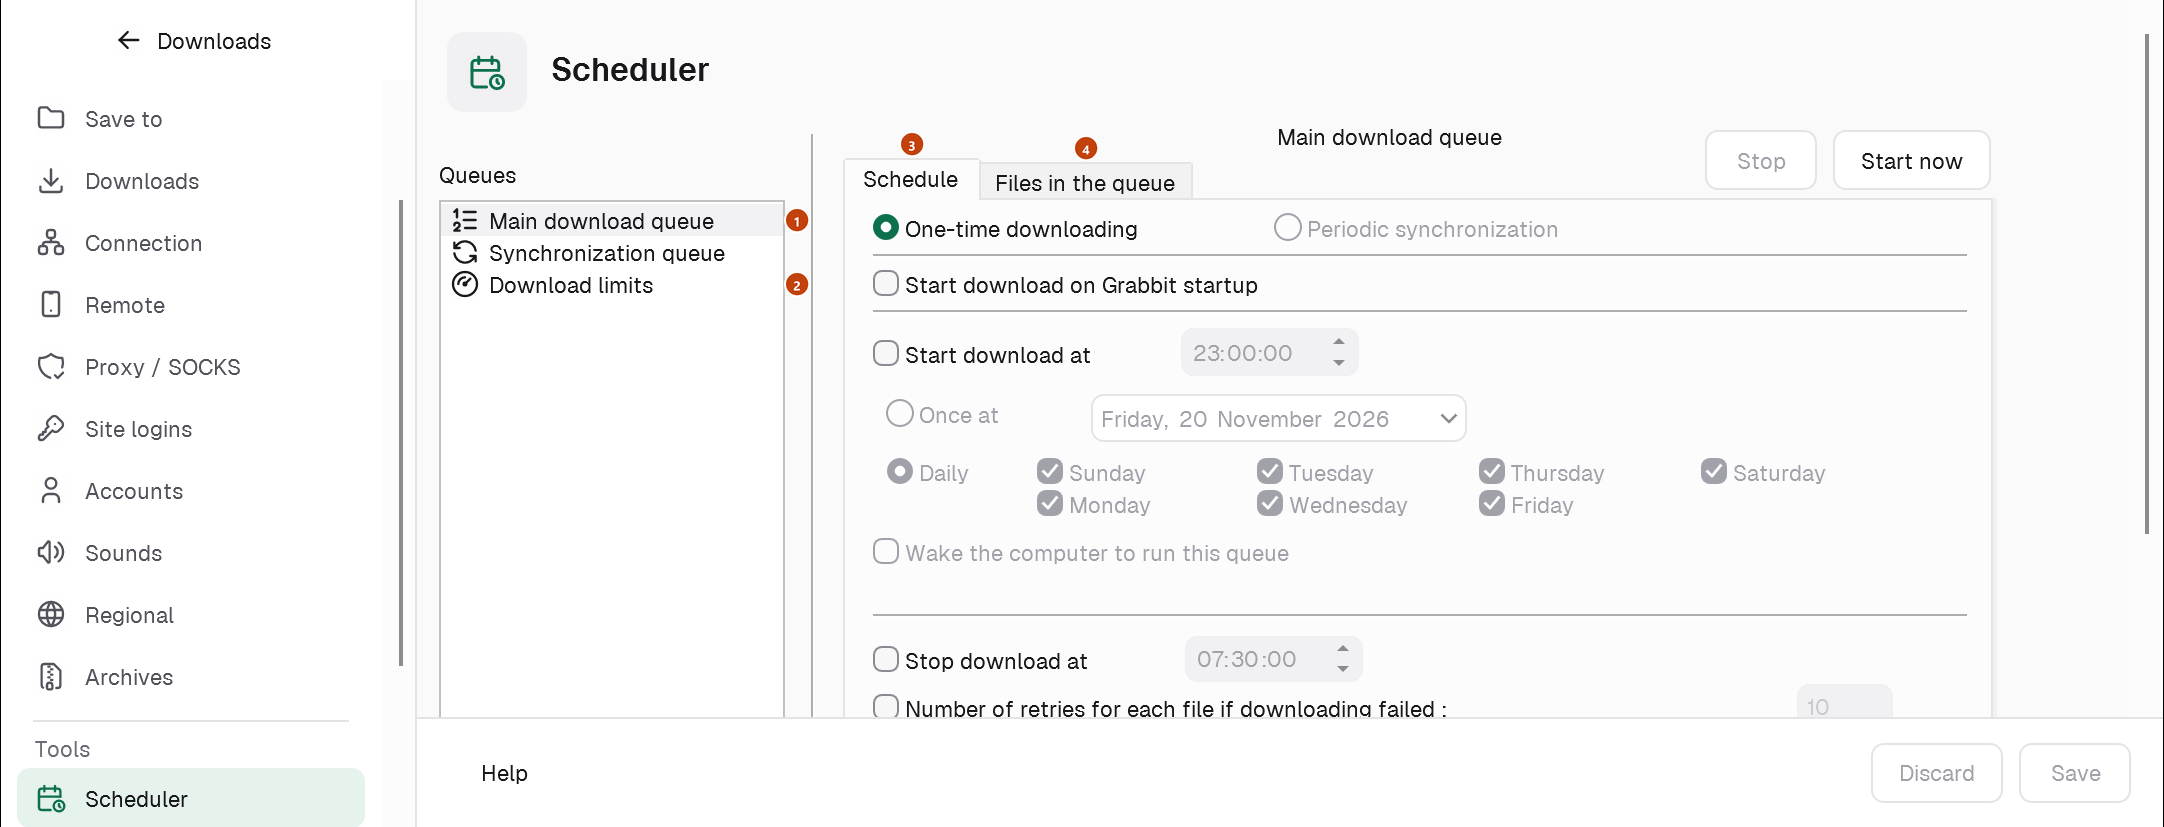 Downloads
Save to
Downloads
Connection
Remote
Proxy / SOCKS
Site logins
Accounts
Sounds
Regional
Archives
Tools
Scheduler
Scheduler
Queues
Main download queue
1
Synchronization queue
Download limits
2
3
4
Main download queue
Schedule
Files in the queue
Stop
Start now
One-time downloading
Periodic synchronization
Start download on Grabbit startup
Start download at
23:00:00
Once at
Friday, 20 November 2026
Daily
Sunday
Tuesday
Thursday
Saturday
Monday
Wednesday
Friday
Wake the computer to run this queue
Stop download at
07:30:00
Number of retries for each file if downloading failed :
10
Help
Discard
Save